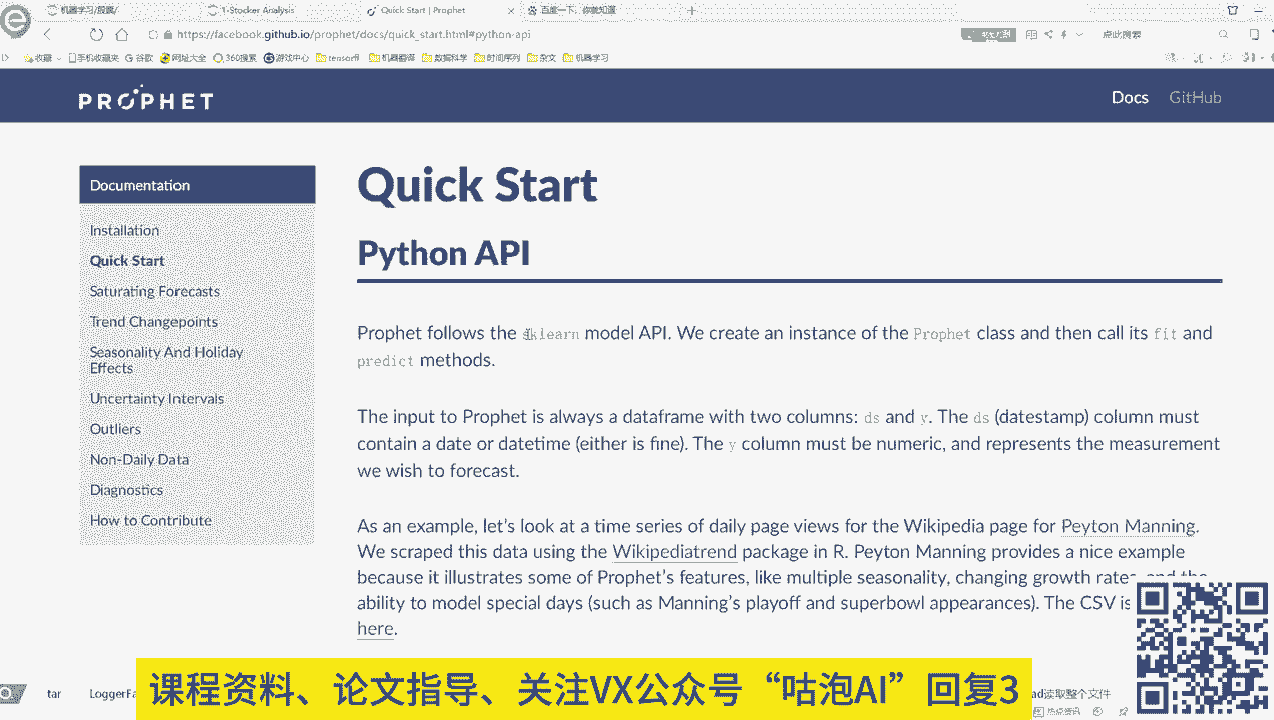 机器学习/股票/
1-Stocker Analysis
Quick Start | Prophet
百度一下，你就知道
https://facebook.github.io/prophet/docs/quick_start.html#python-api
点此搜索
收藏
手机收藏夹
谷歌
网址大全
360搜索
游戏中心
tensorfl
机器翻译
数据科学
时间序列
杂文
机器学习
PROPHET
Docs
GitHub
Documentation
Installation
Quick Start
Saturating Forecasts
Trend Changepoints
Seasonality And Holiday
Effects
Uncertainty Intervals
Outliers
Non-Daily Data
Diagnostics
How to Contribute
Quick Start
Python API
Prophet follows the sklearn model API. We create an instance of the Prophet class and then call its fit and
predict methods.
The input to Prophet is always a dataframe with two columns: ds and y. The ds (datestamp) column must
contain a date or datetime (either is fine). The y column must be numeric, and represents the measurement
we wish to forecast.
As an example, let's look at a time series of daily page views for the Wikipedia page for Peyton Manning.
We scraped this data using the Wikipediatrend package in R. Peyton Manning provides a nice example
because it illustrates some of Prophet's features, like multiple seasonality, changing growth rates, and the
ability to model special days (such as Manning's playoff and superbowl appearances). The CSV is
here.
tar
LoggerFa
ad读取整个文件
热点资讯
课程资料、论文指导、关注VX公众号“咕泡AI”回复3